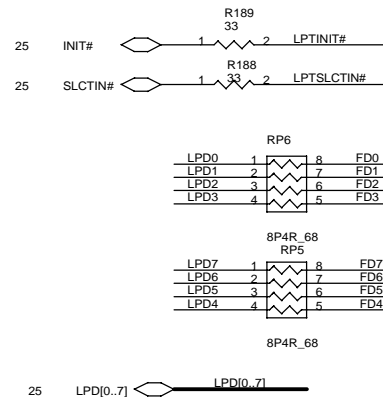 R189
33
25 INIT# 1 2 LPTINIT#
R188
33
25 SLCTIN# 1 2 LPTSLCTIN#
RP6
LPD0 1 8 FD0
LPD1 2 7 FD1
LPD2 3 6 FD2
LPD3 4 5 FD3
8P4R_68
RP5
LPD7 1 8 FD7
LPD6 2 7 FD6
LPD5 3 6 FD5
LPD4 4 5 FD4
8P4R_68
25 LPD[0..7] LPD[0..7]